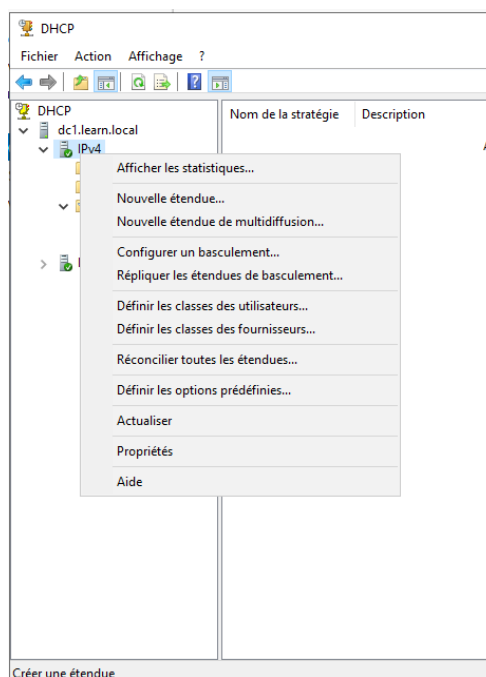 DHCP
Fichier Action Affichage ?
DHCP
dc1.learn.local
IPv4
Nom de la stratégie Description
Afficher les statistiques...
Nouvelle étendue...
Nouvelle étendue de multidiffusion...
Configurer un basculement...
Répliquer les étendues de basculement...
Définir les classes des utilisateurs...
Définir les classes des fournisseurs...
Réconcilier toutes les étendues...
Définir les options prédéfinies...
Actualiser
Propriétés
Aide
Créer une étendue